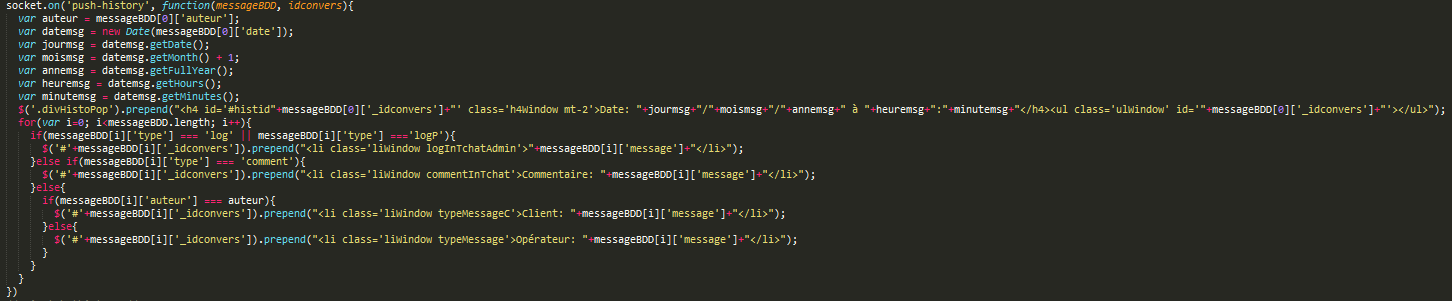 socket.on('push-history', function(messageBDD, idconvers){
var auteur = messageBDD[0]['auteur'];
var datemsg = new Date(messageBDD[0]['date']);
var jourmsg = datemsg.getDate();
var moismsg = datemsg.getMonth() + 1;
var annemsg = datemsg.getFullYear();
var heuremsg = datemsg.getHours();
var minutemsg = datemsg.getMinutes();
$('.divHistoPop').prepend("<h4 id='#histid"+messageBDD[0]['_idconvers']+"' class='h4Window mt-2'>Date: "+jourmsg+"/"+moismsg+"/"+annemsg+" à "+heuremsg+":"+minutemsg+"</h4><ul class='ulWindow' id='"+messageBDD[0]['_idconvers']+"'></ul>");
for(var i=0; i<messageBDD.length; i++){
if(messageBDD[i]['type'] === 'log' || messageBDD[i]['type'] ==='logP'){
$('#'+messageBDD[i]['_idconvers']).prepend("<li class='liWindow logInTchatAdmin'>"+messageBDD[i]['message']+"</li>");
}else if(messageBDD[i]['type'] === 'comment'){
$('#'+messageBDD[i]['_idconvers']).prepend("<li class='liWindow commentInTchat'>Commentaire: "+messageBDD[i]['message']+"</li>");
}else{
if(messageBDD[i]['auteur'] === auteur){
$('#'+messageBDD[i]['_idconvers']).prepend("<li class='liWindow typeMessageC'>Client: "+messageBDD[i]['message']+"</li>");
}else{
$('#'+messageBDD[i]['_idconvers']).prepend("<li class='liWindow typeMessage'>Opérateur: "+messageBDD[i]['message']+"</li>");
}
}
}
})